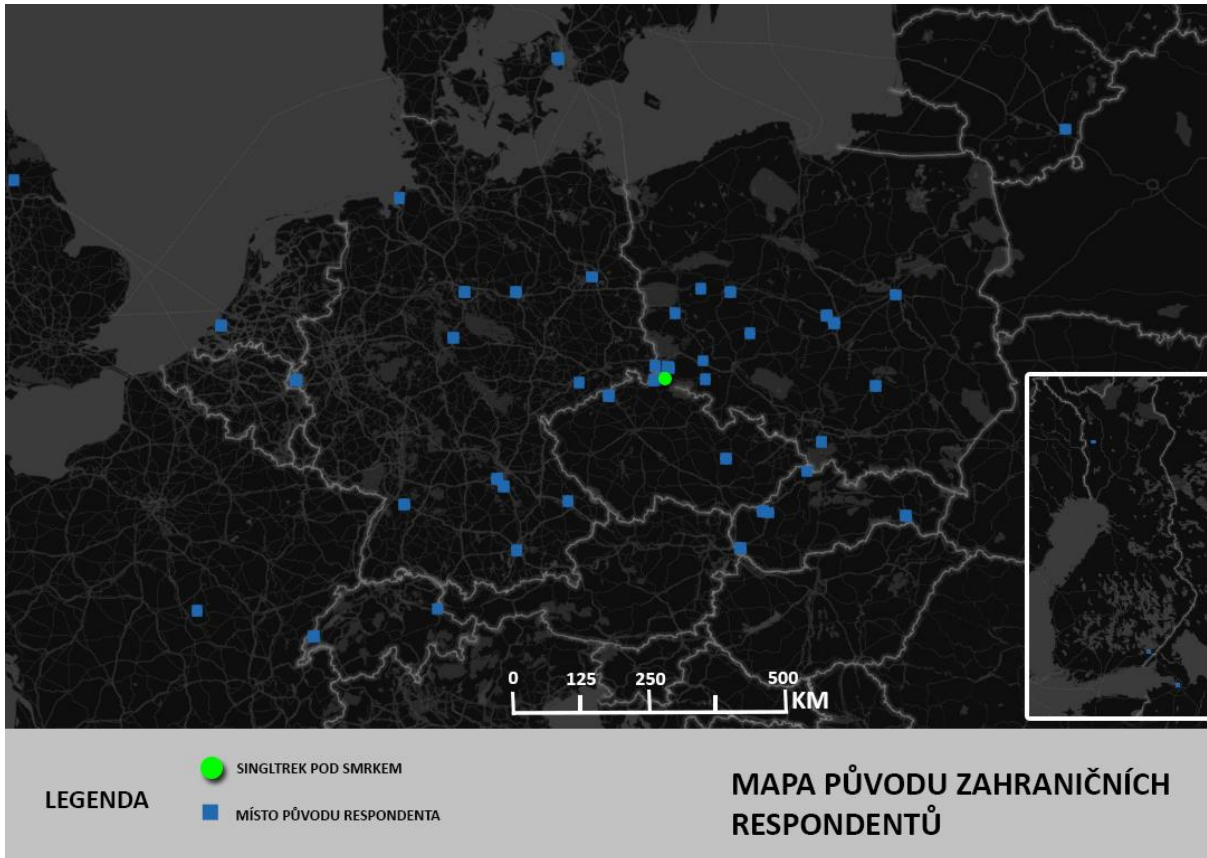 0 125 250 500
KM
LEGENDA
SINGLTREK POD SMRKEM
MÍSTO PŮVODU RESPONDENTA
MAPA PŮVODU ZAHRANIČNÍCH
RESPONDENTŮ